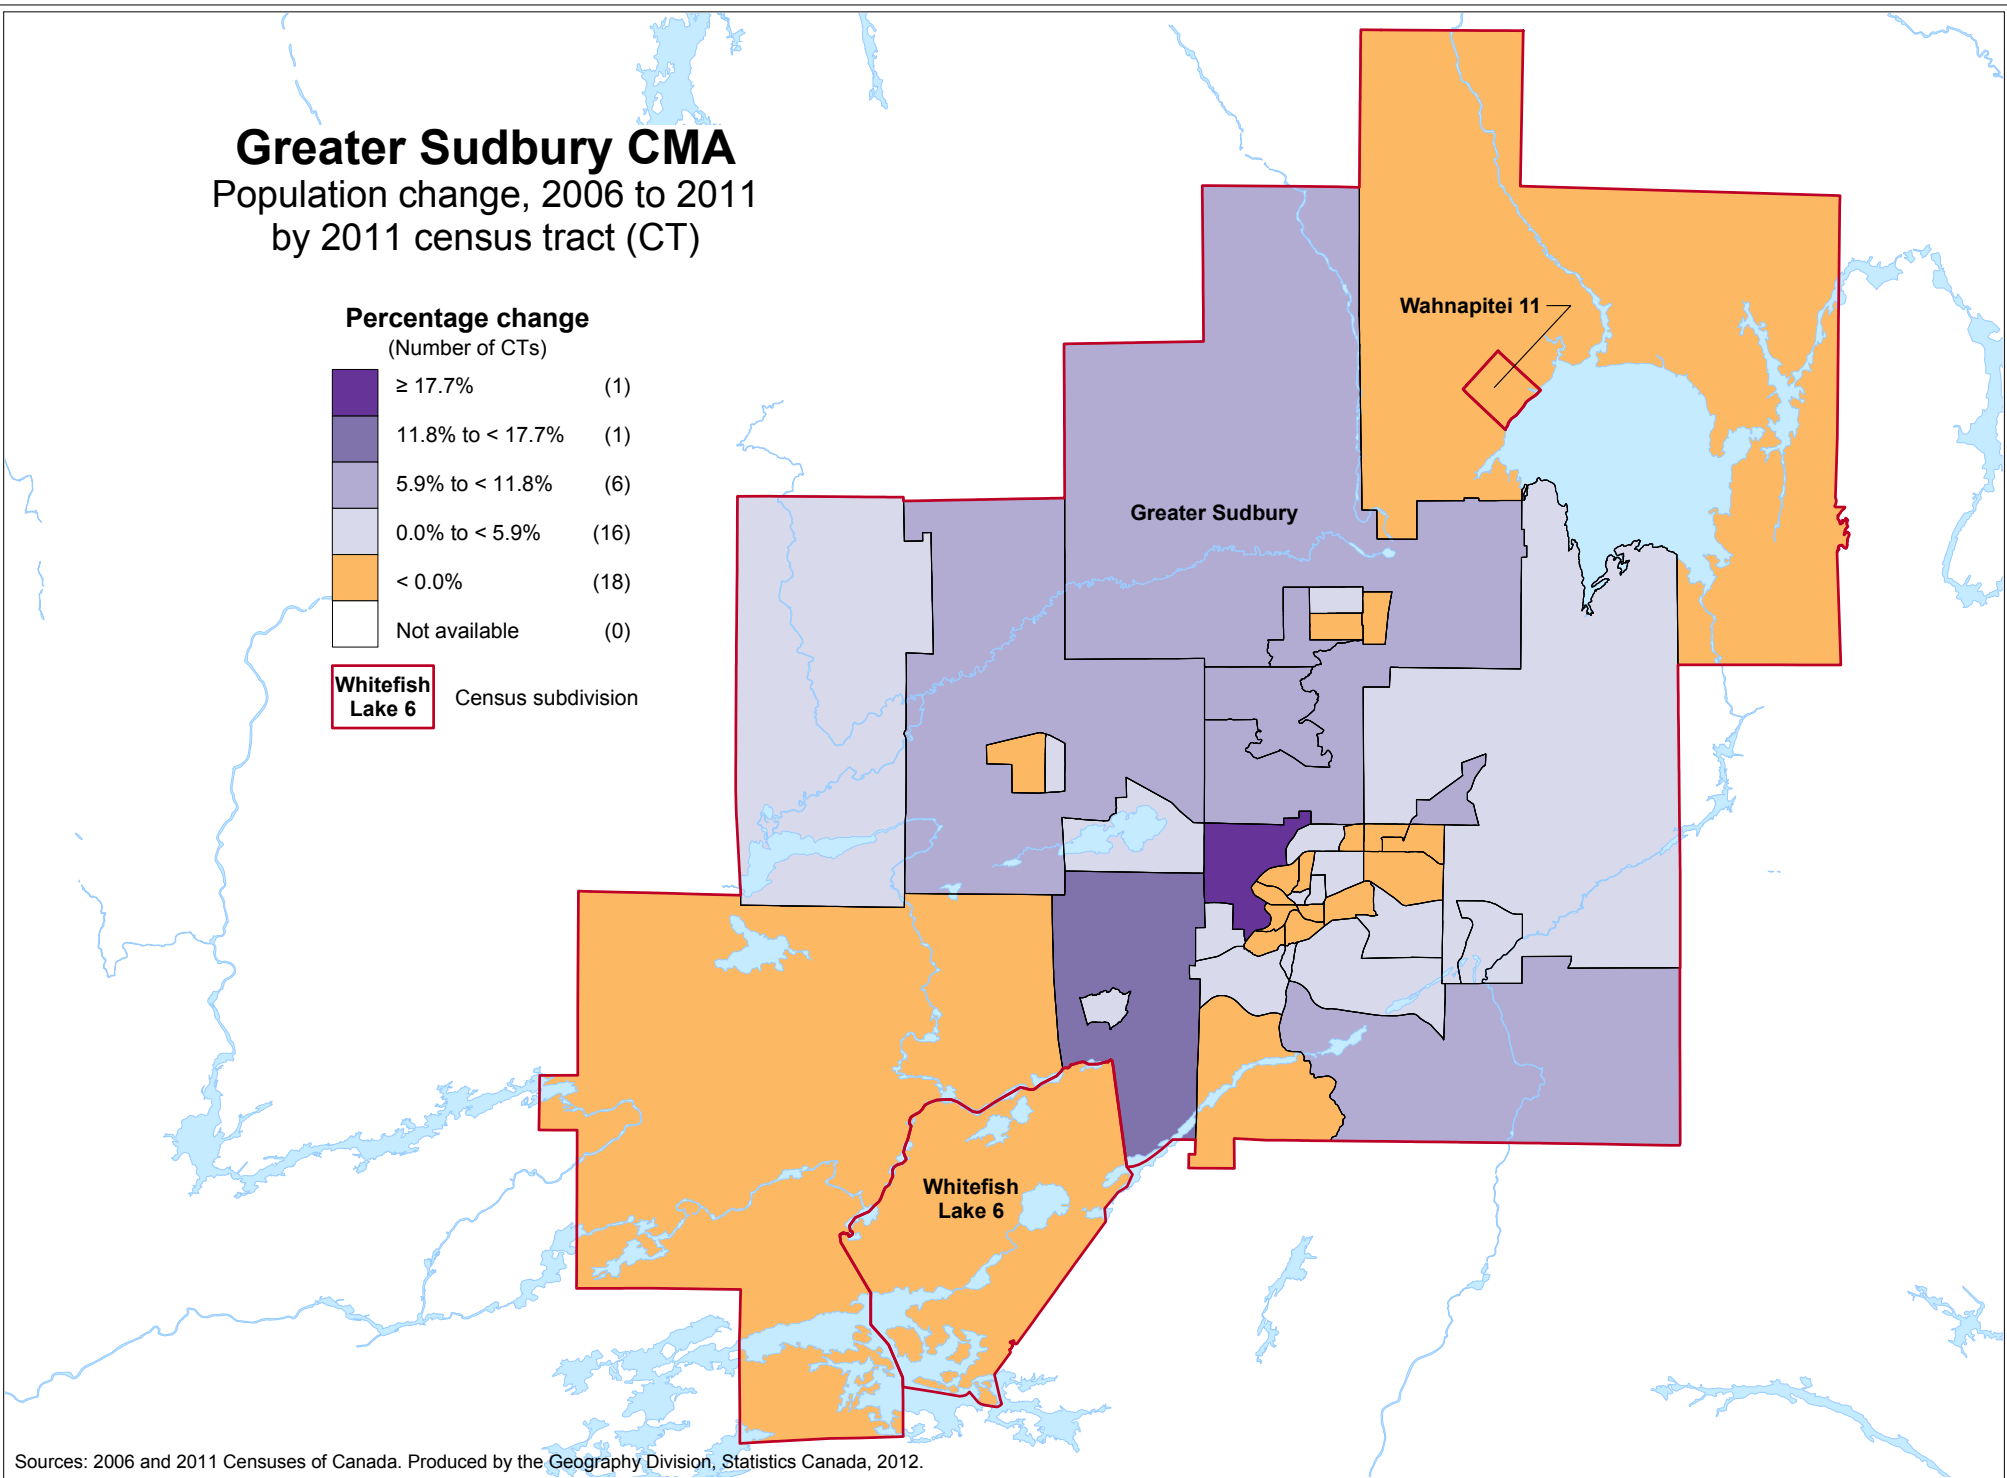 Greater Sudbury CMA
Population change, 2006 to 2011
by 2011 census tract (CT)
Percentage change
(Number of CTs)
≥ 17.7% (1)
11.8% to < 17.7% (1)
5.9% to < 11.8% (6)
0.0% to < 5.9% (16)
< 0.0% (18)
Not available (0)
Whitefish
Lake 6
Census subdivision
Wahnapitei 11
Greater Sudbury
Whitefish
Lake 6
Sources: 2006 and 2011 Censuses of Canada. Produced by the Geography Division, Statistics Canada, 2012.